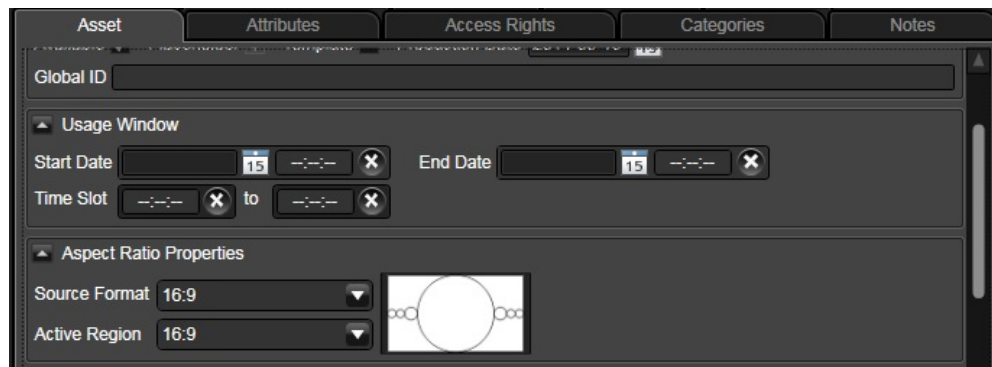 Asset Attributes Access Rights Categories Notes
Global ID
Usage Window
Start Date 15 --:--:-- End Date 15 --:--:--
Time Slot --:--:-- to --:--:--
Aspect Ratio Properties
Source Format 16:9
Active Region 16:9